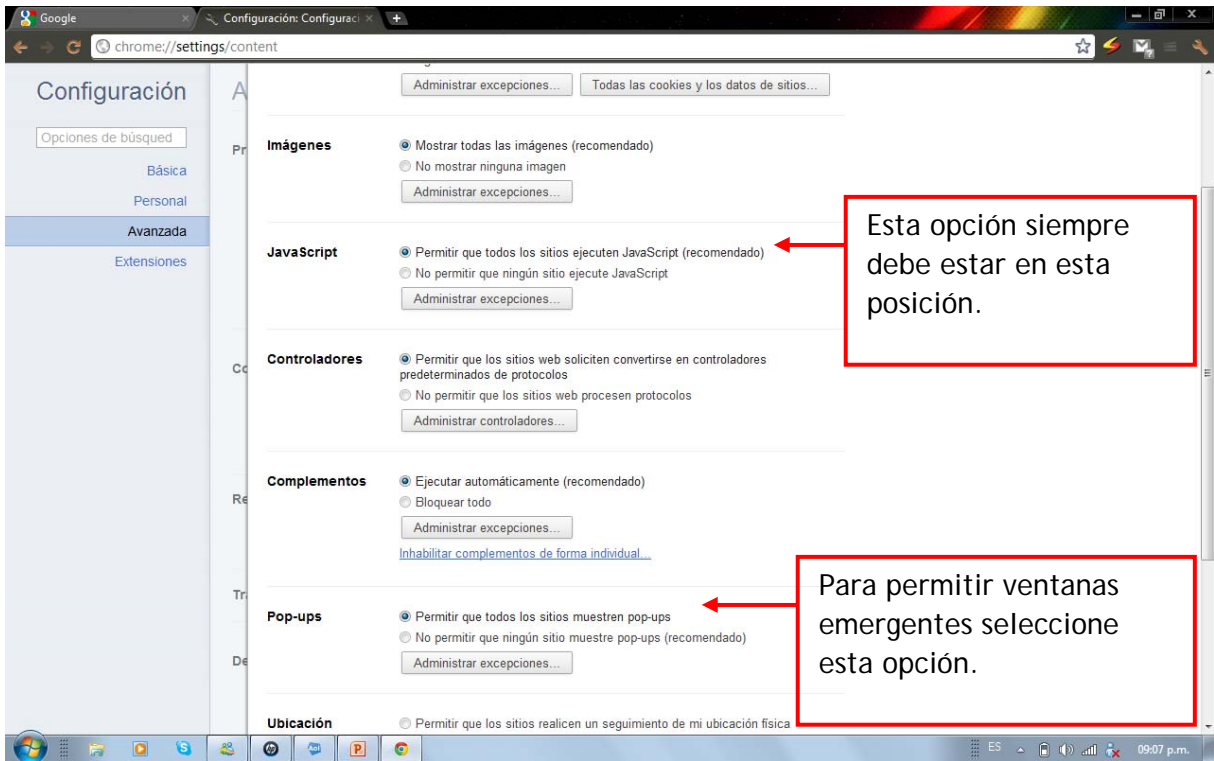 Google
Configuración: Configuraci
chrome://settings/content
Configuración
Opciones de búsqued
Básica
Personal
Avanzada
Extensiones
A
Pr
Co
Re
Tr
De
Administrar excepciones...
Todas las cookies y los datos de sitios...
Imágenes
Mostrar todas las imágenes (recomendado)
No mostrar ninguna imagen
Administrar excepciones...
JavaScript
Permitir que todos los sitios ejecuten JavaScript (recomendado)
No permitir que ningún sitio ejecute JavaScript
Administrar excepciones...
Esta opción siempre
debe estar en esta
posición.
Controladores
Permitir que los sitios web soliciten convertirse en controladores
predeterminados de protocolos
No permitir que los sitios web procesen protocolos
Administrar controladores...
Complementos
Ejecutar automáticamente (recomendado)
Bloquear todo
Administrar excepciones...
Inhabilitar complementos de forma individual...
Pop-ups
Permitir que todos los sitios muestren pop-ups
No permitir que ningún sitio muestre pop-ups (recomendado)
Administrar excepciones...
Para permitir ventanas
emergentes seleccione
esta opción.
Ubicación
Permitir que los sitios realicen un seguimiento de mi ubicación física
hp
Aol
P
ES
09:07 p.m.